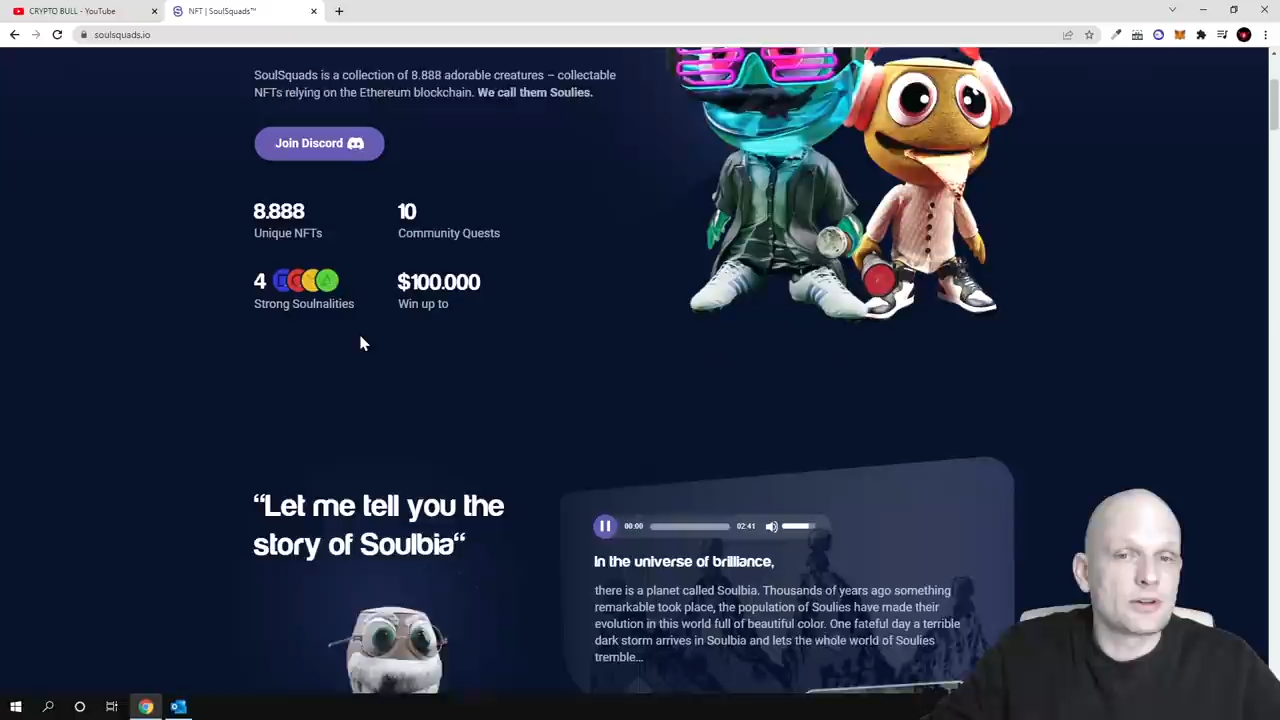 CRYPTO BULL - YouTube
NFT | SoulSquads™
soulsquads.io
SoulSquads is a collection of 8.888 adorable creatures – collectable
NFTs relying on the Ethereum blockchain. We call them Soulies.
Join Discord
8.888
Unique NFTs
10
Community Quests
4
Strong Soulnalities
$100.000
Win up to
“Let me tell you the
story of Soulbia“
00:00
02:41
In the universe of brilliance,
there is a planet called Soulbia. Thousands of years ago something
remarkable took place, the population of Soulies have made their
evolution in this world full of beautiful color. One fateful day a terrible
dark storm arrives in Soulbia and lets the whole world of Soulies
tremble...